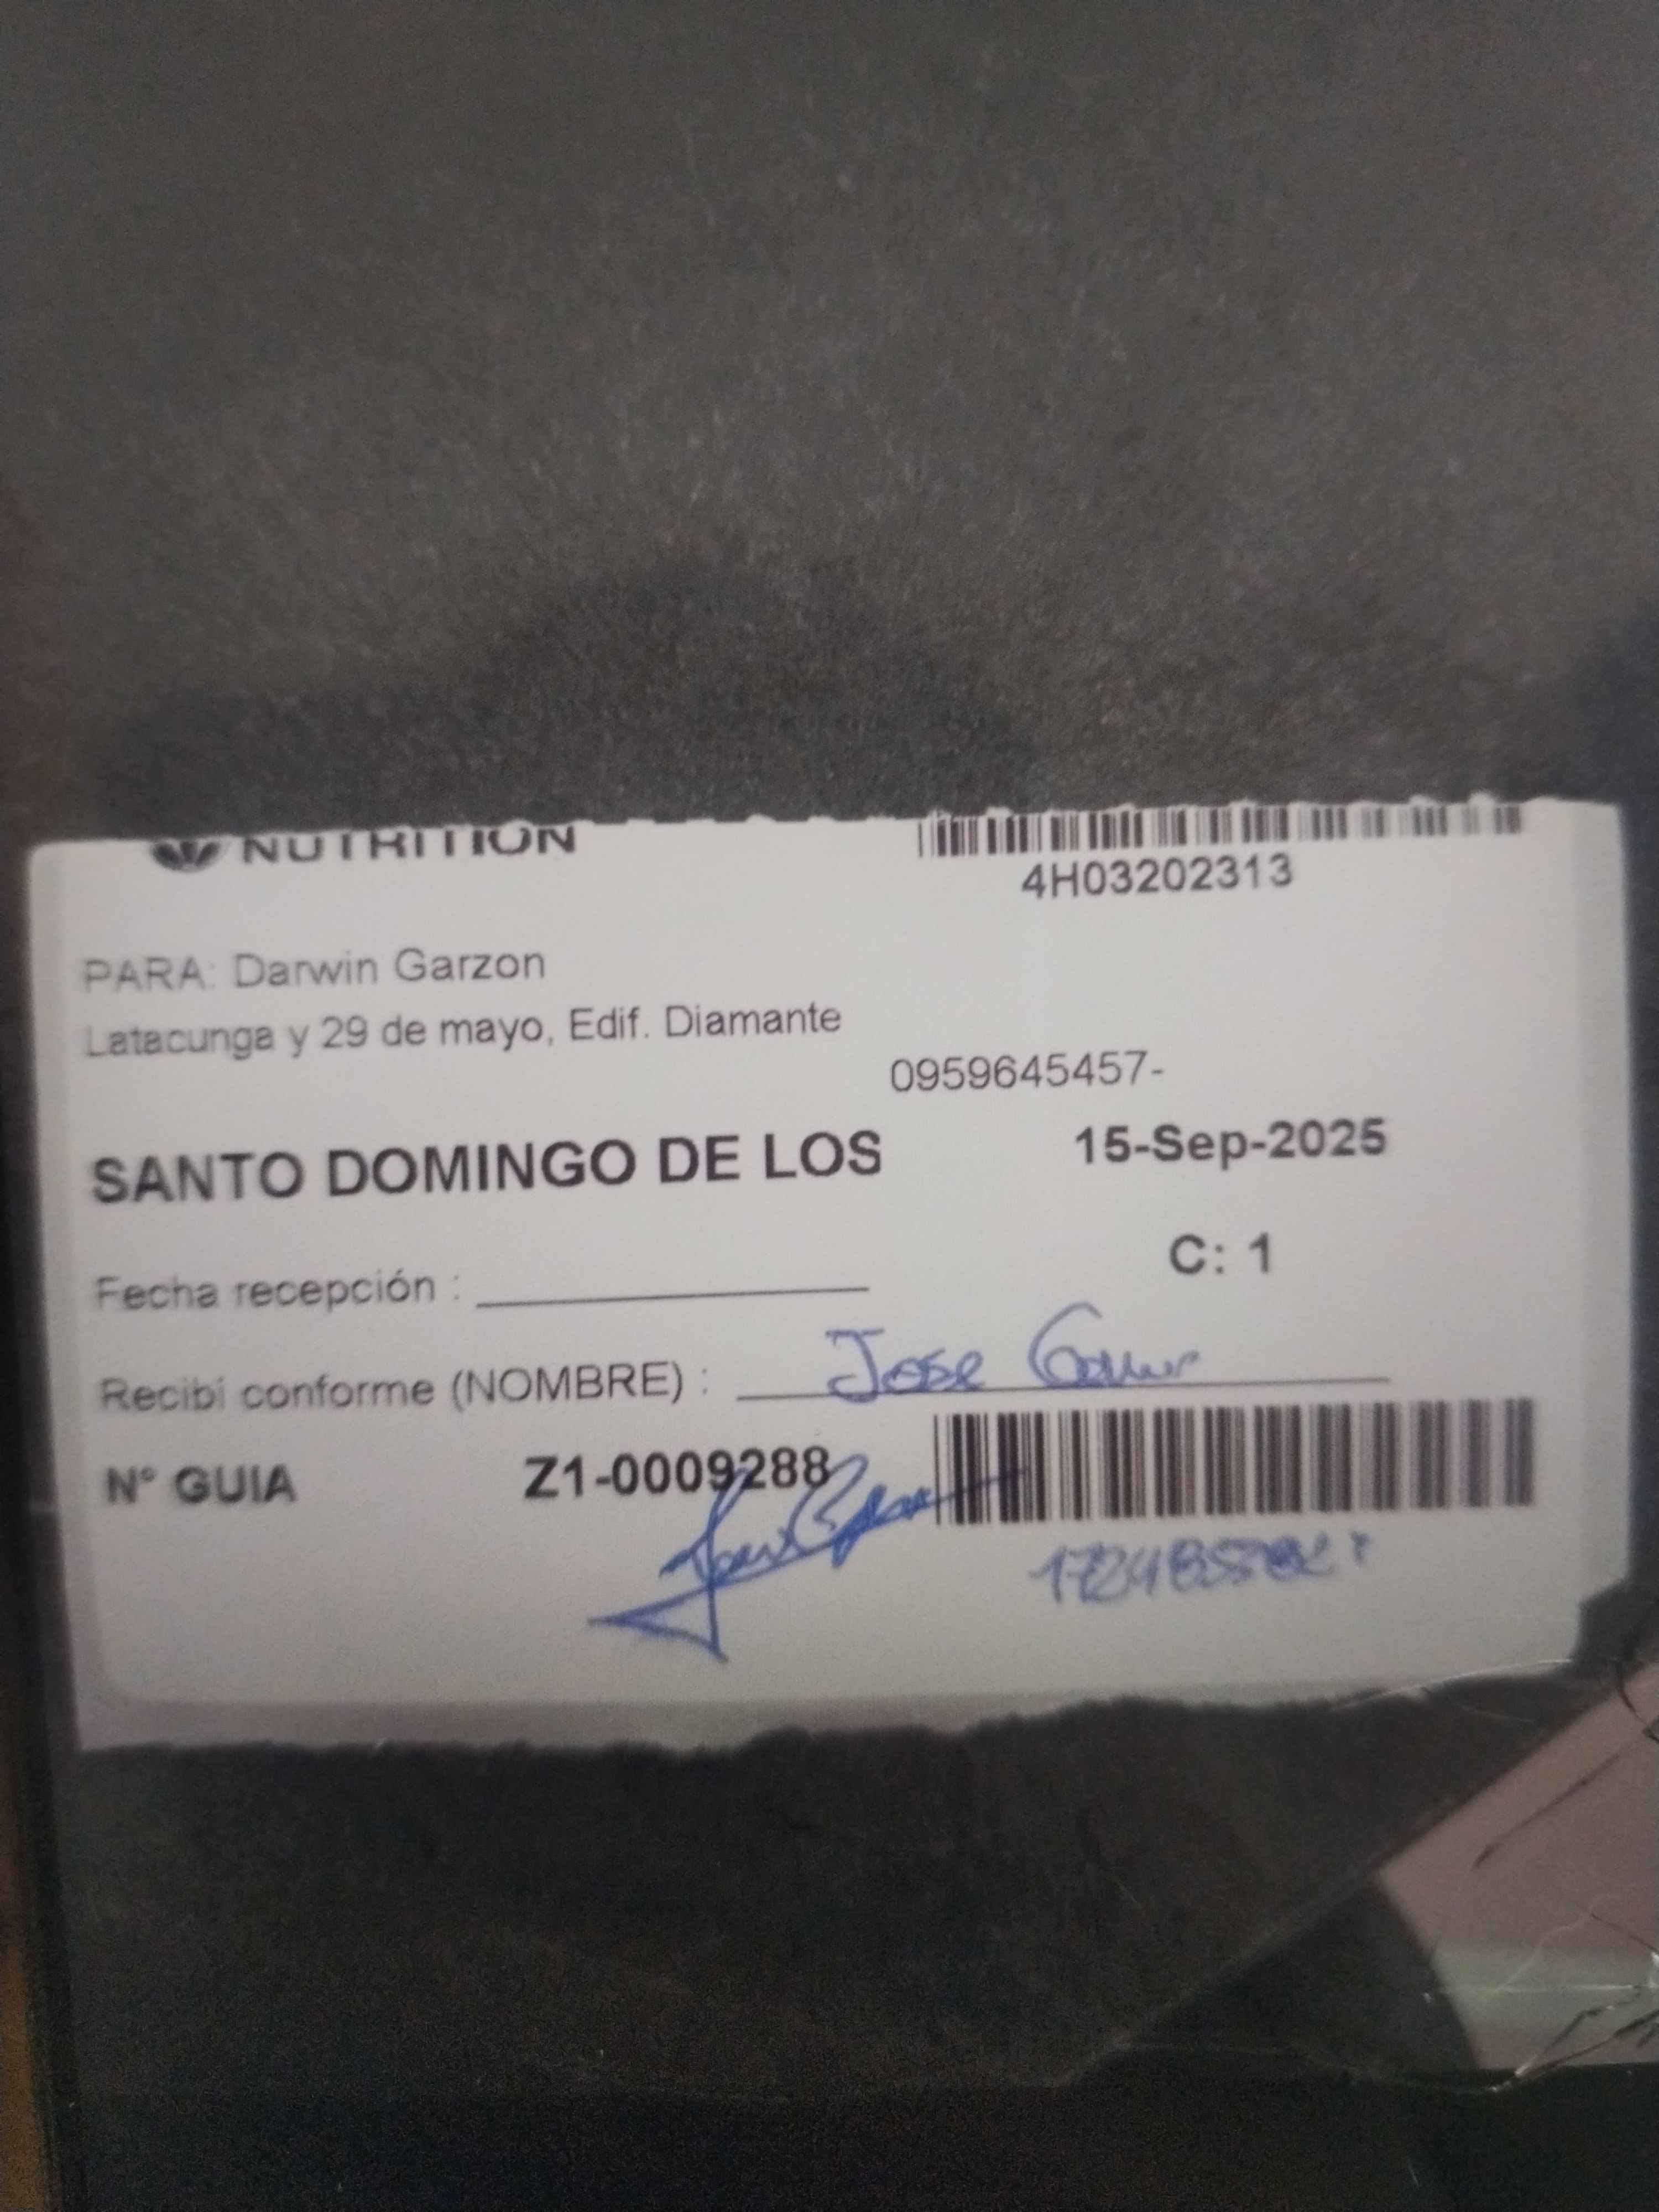 NUTRITION
4H03202313
PARA: Darwin Garzon
Latacunga y 29 de mayo, Edif. Diamante
0959645457-
SANTO DOMINGO DE LOS 15-Sep-2025
C: 1
Fecha recepción :
Recibí conforme (NOMBRE) : Jose
N° GUIA Z1-0009288